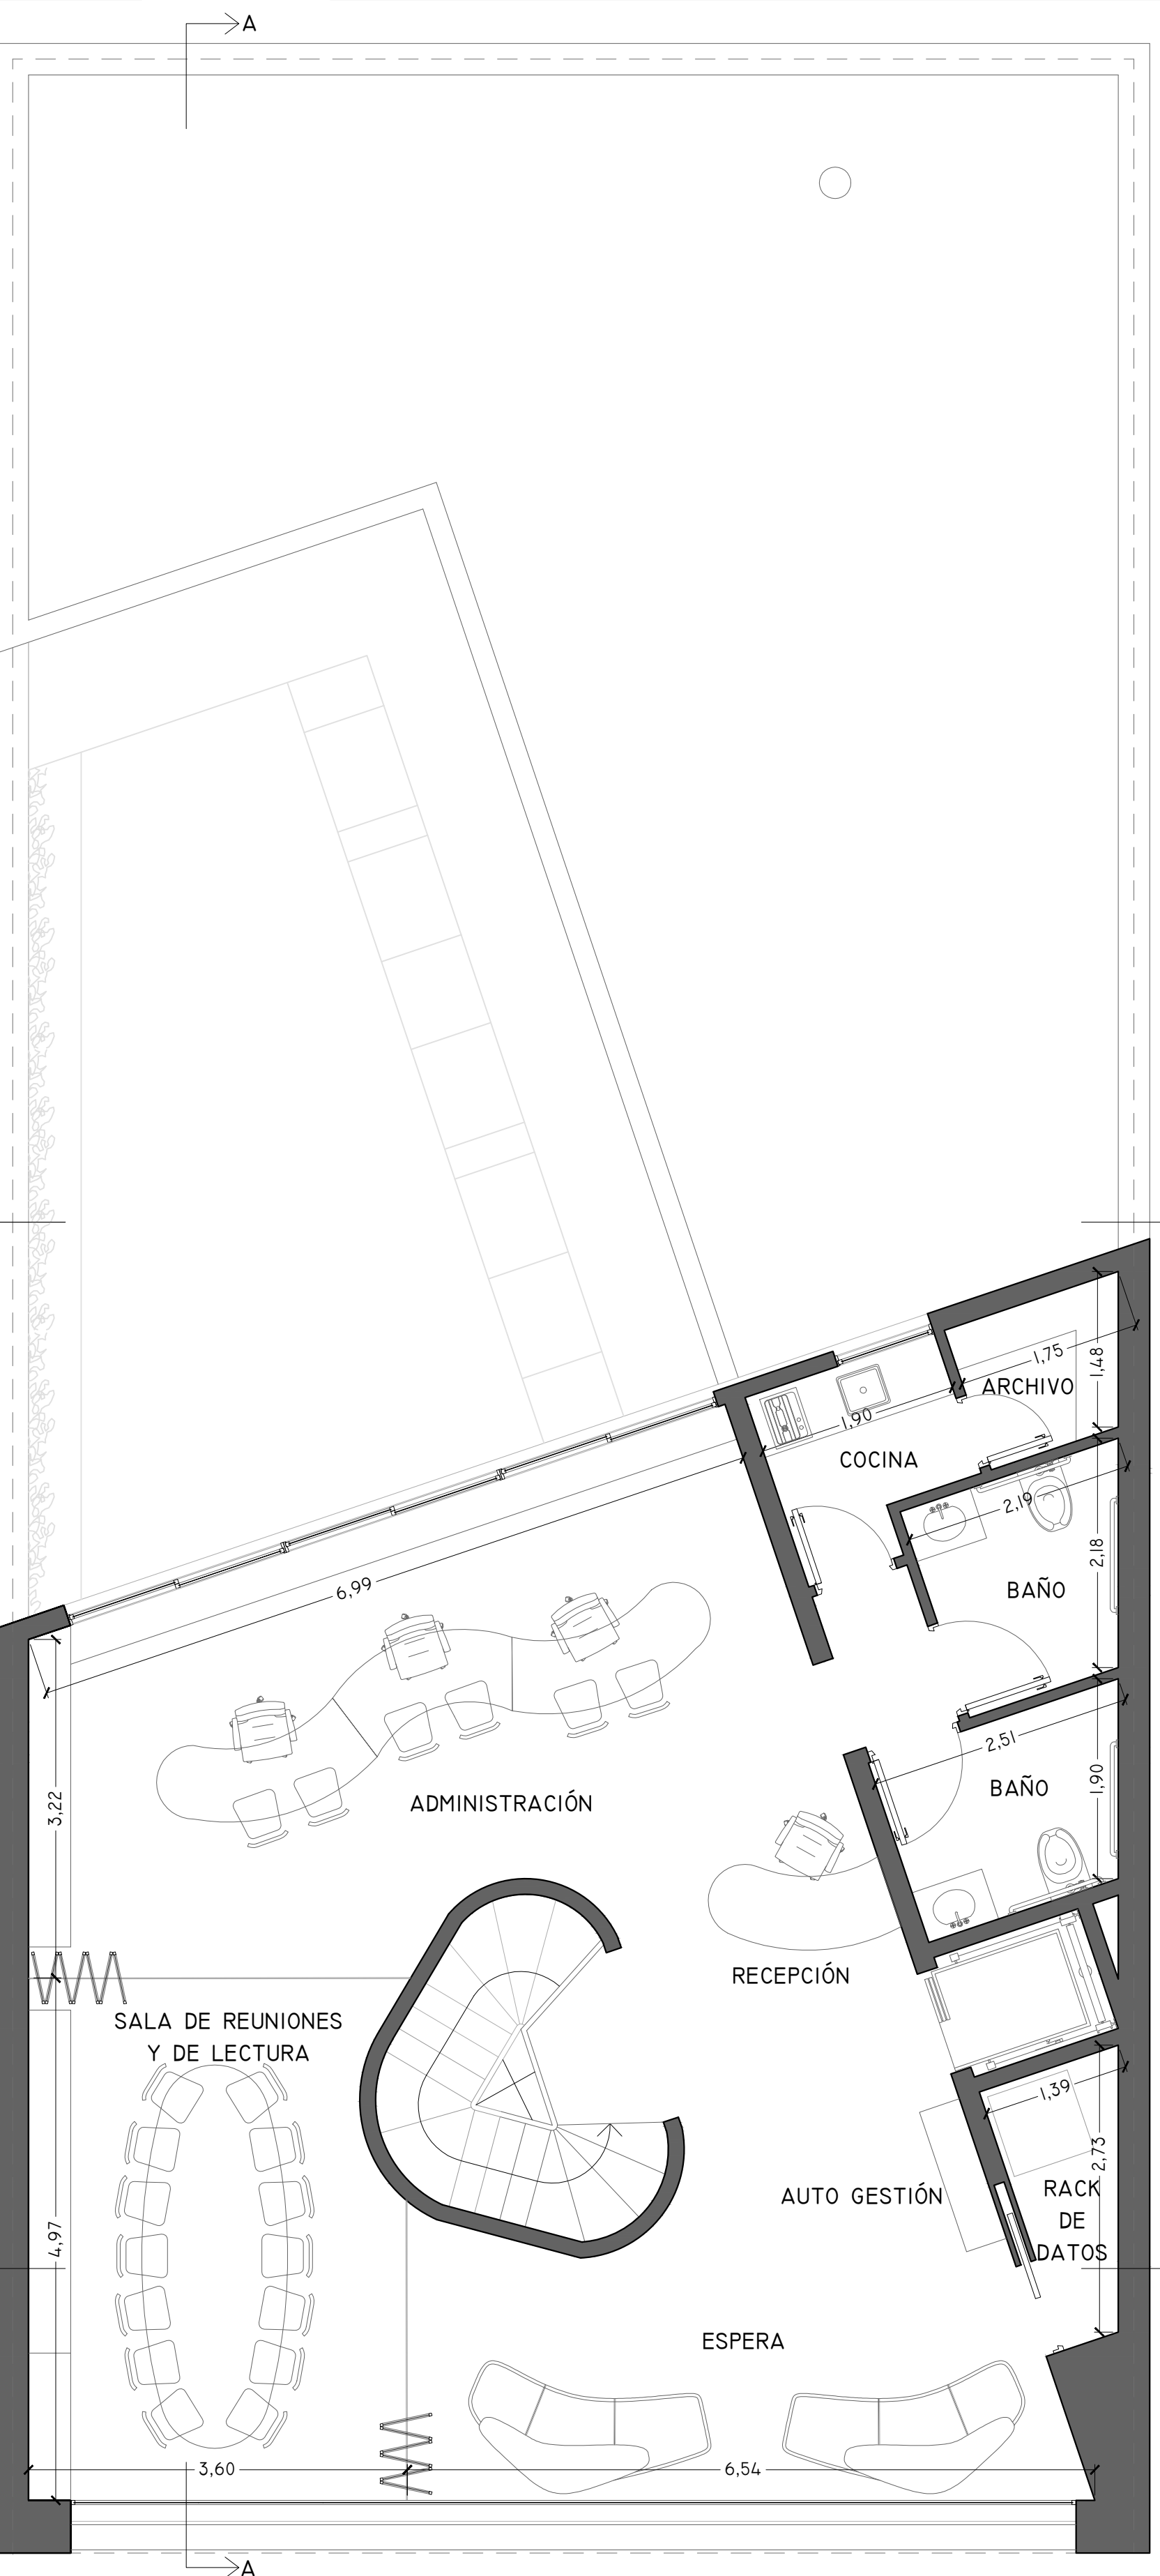 A
1,75
1,48
ARCHIVO
1,90
COCINA
2,19
2,18
BAÑO
6,99
2,51
BAÑO
1,90
3,22
ADMINISTRACIÓN
RECEPCIÓN
SALA DE REUNIONES
Y DE LECTURA
1,39
2,73
AUTO GESTIÓN
RACK
DE
DATOS
4,97
ESPERA
3,60
6,54
A